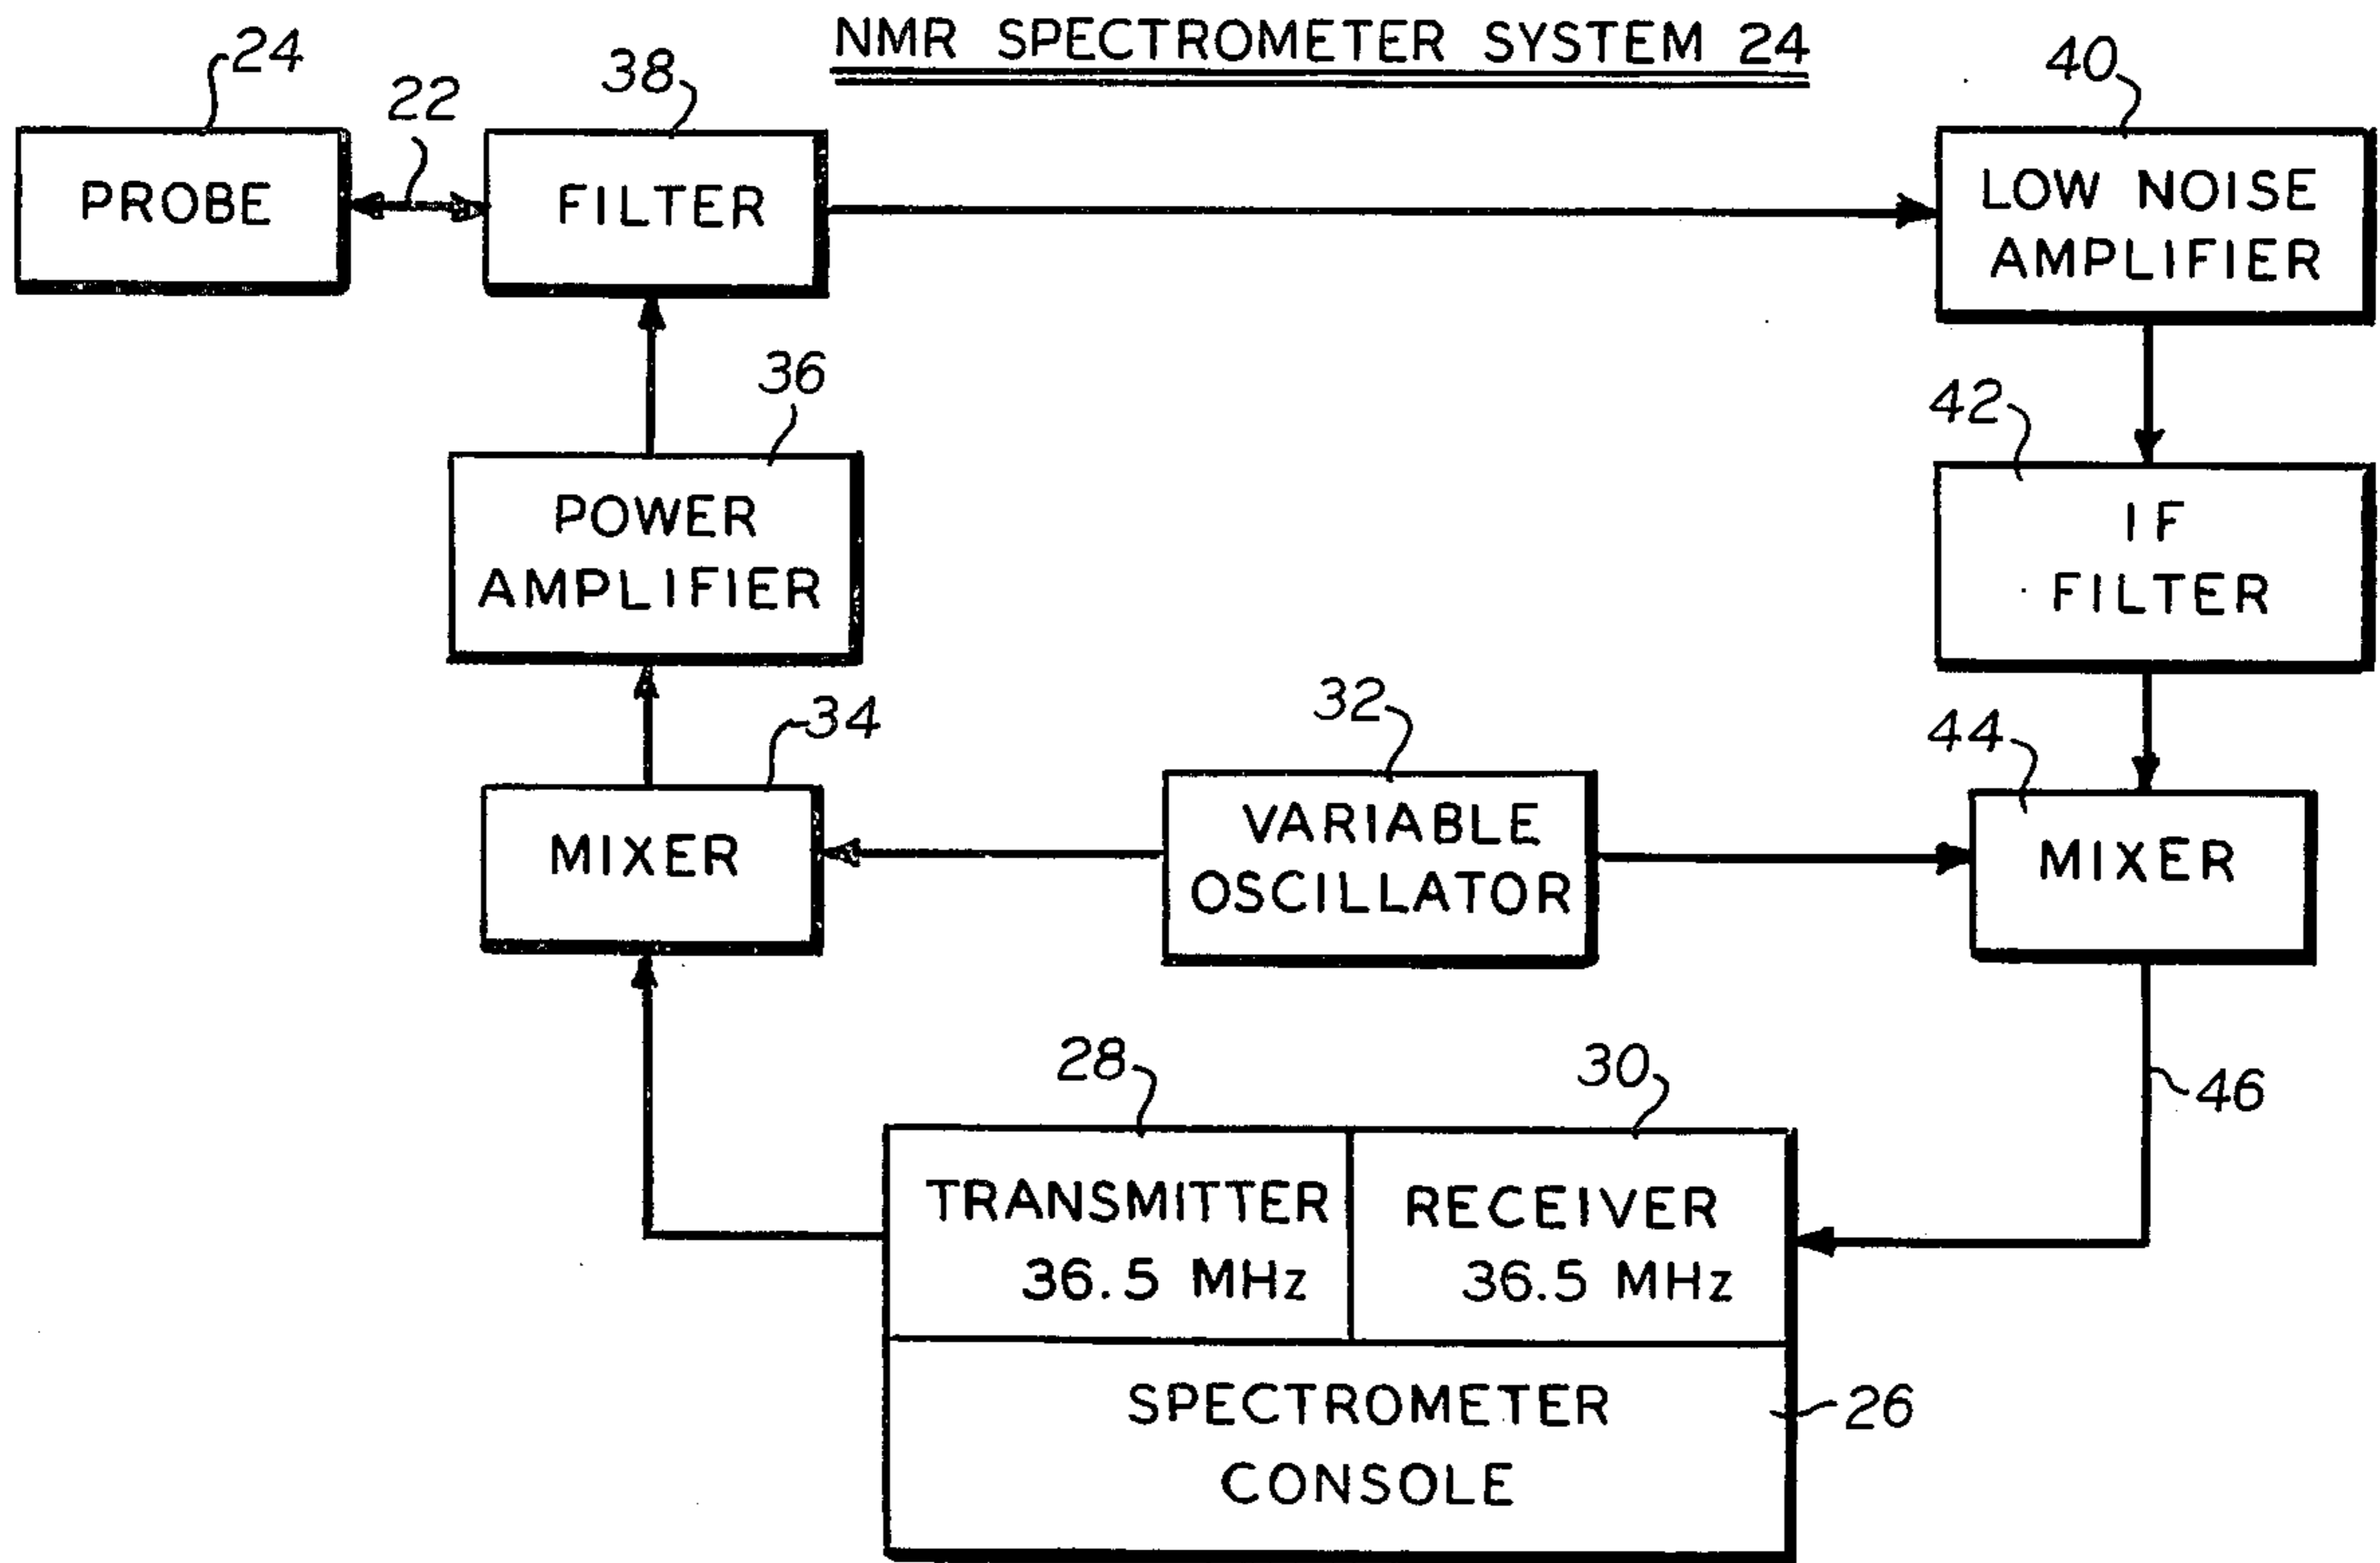 NMR SPECTROMETER SYSTEM 24
24
22
38
40
PROBE
FILTER
LOW NOISE
AMPLIFIER
36
42
POWER
AMPLIFIER
IF
FILTER
34
32
44
MIXER
VARIABLE
OSCILLATOR
MIXER
28
30
46
TRANSMITTER
36.5 MHz
RECEIVER
36.5 MHz
SPECTROMETER
CONSOLE
26